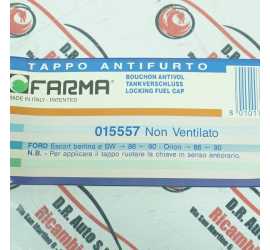 TAPPO ANTIFURTO
FARMA®
MADE IN ITALY - PATENTED
BOUCHON ANTIVOL
TANKVERSCHLUSS
LOCKING FUEL CAP
015557 Non Ventilato
FORD Escort berlina e SW → 86 ← 90 - Orion → 86 ← 90
N.B. - Per applicare il tappo ruotare la chiave in senso antiorario.
D.R. Auto S.
Ricambi